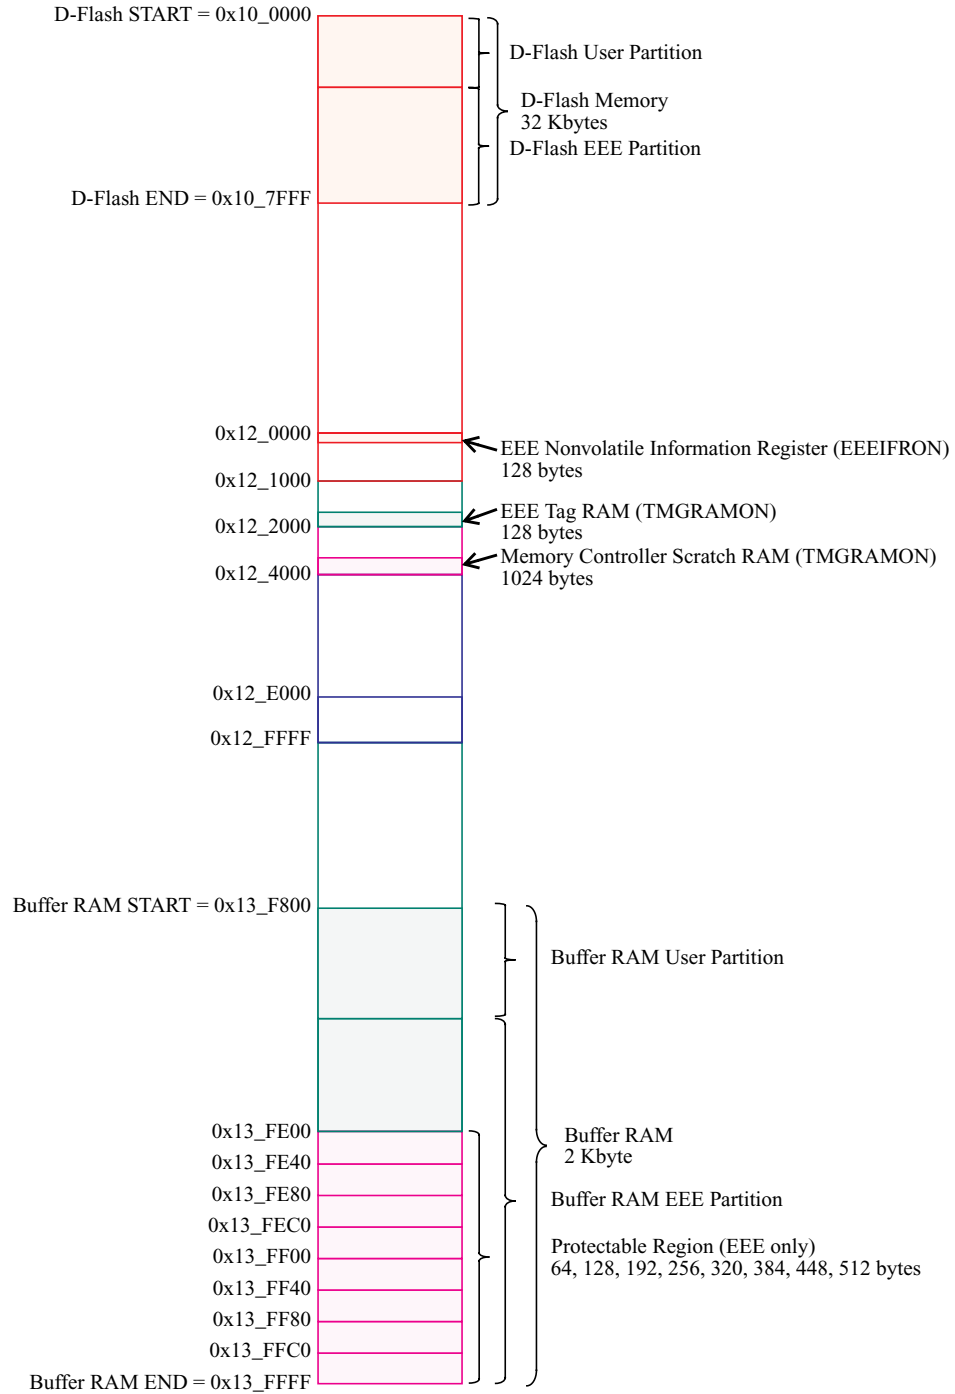 D-Flash START = 0x10_0000
D-Flash User Partition
D-Flash Memory
32 Kbytes
D-Flash EEE Partition
D-Flash END = 0x10_7FFF
0x12_0000
EEE Nonvolatile Information Register (EEEIFRON)
128 bytes
0x12_1000
EEE Tag RAM (TMGRAMON)
128 bytes
0x12_2000
Memory Controller Scratch RAM (TMGRAMON)
1024 bytes
0x12_4000
0x12_E000
0x12_FFFF
Buffer RAM START = 0x13_F800
Buffer RAM User Partition
0x13_FE00
Buffer RAM
2 Kbyte
0x13_FE40
0x13_FE80
Buffer RAM EEE Partition
0x13_FEC0
0x13_FF00
Protectable Region (EEE only)
64, 128, 192, 256, 320, 384, 448, 512 bytes
0x13_FF40
0x13_FF80
0x13_FFC0
Buffer RAM END = 0x13_FFFF